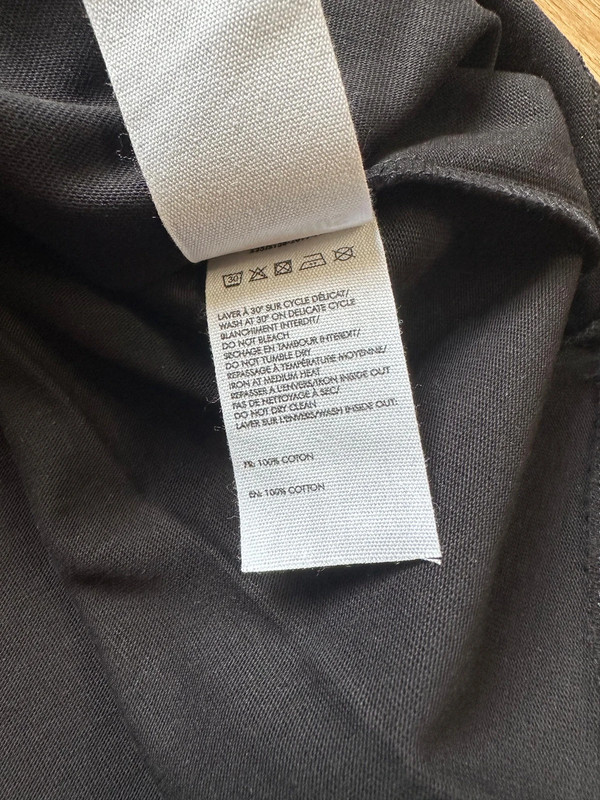 30
LAVER À 30° SUR CYCLE DÉLICAT/
WASH AT 30° ON DELICATE CYCLE
BLANCHIMENT INTERDIT/
DO NOT BLEACH
SECHAGE EN TAMBOUR INTERDIT/
DO NOT TUMBLE DRY
REPASSAGE À TEMPÉRATURE MOYENNE/
IRON AT MEDIUM HEAT
REPASSER A L'ENVERS/IRON INSIDE OUT
PAS DE NETTOYAGE À SEC/
DO NOT DRY CLEAN
LAVER SUR L'ENVERS/WASH INSIDE OUT.
FR: 100% COTON
EN: 100% COTTON